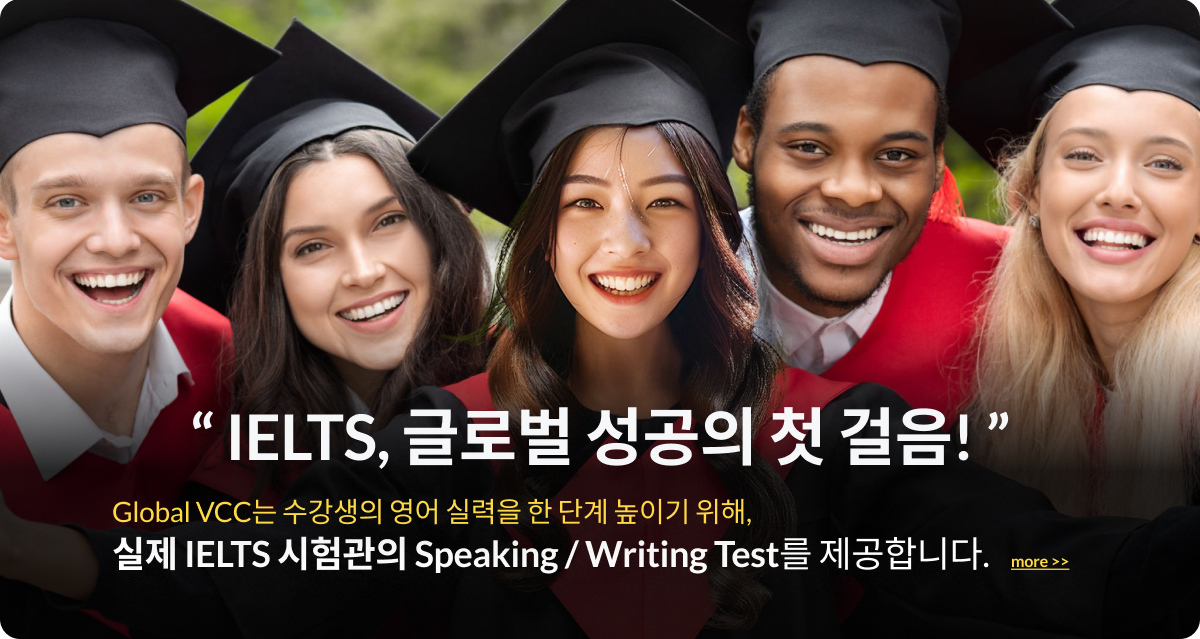 “ IELTS, 글로벌 성공의 첫 걸음! ”
Global VCC는 수강생의 영어 실력을 한 단계 높이기 위해,
실제 IELTS 시험관의 Speaking / Writing Test를 제공합니다. more >>